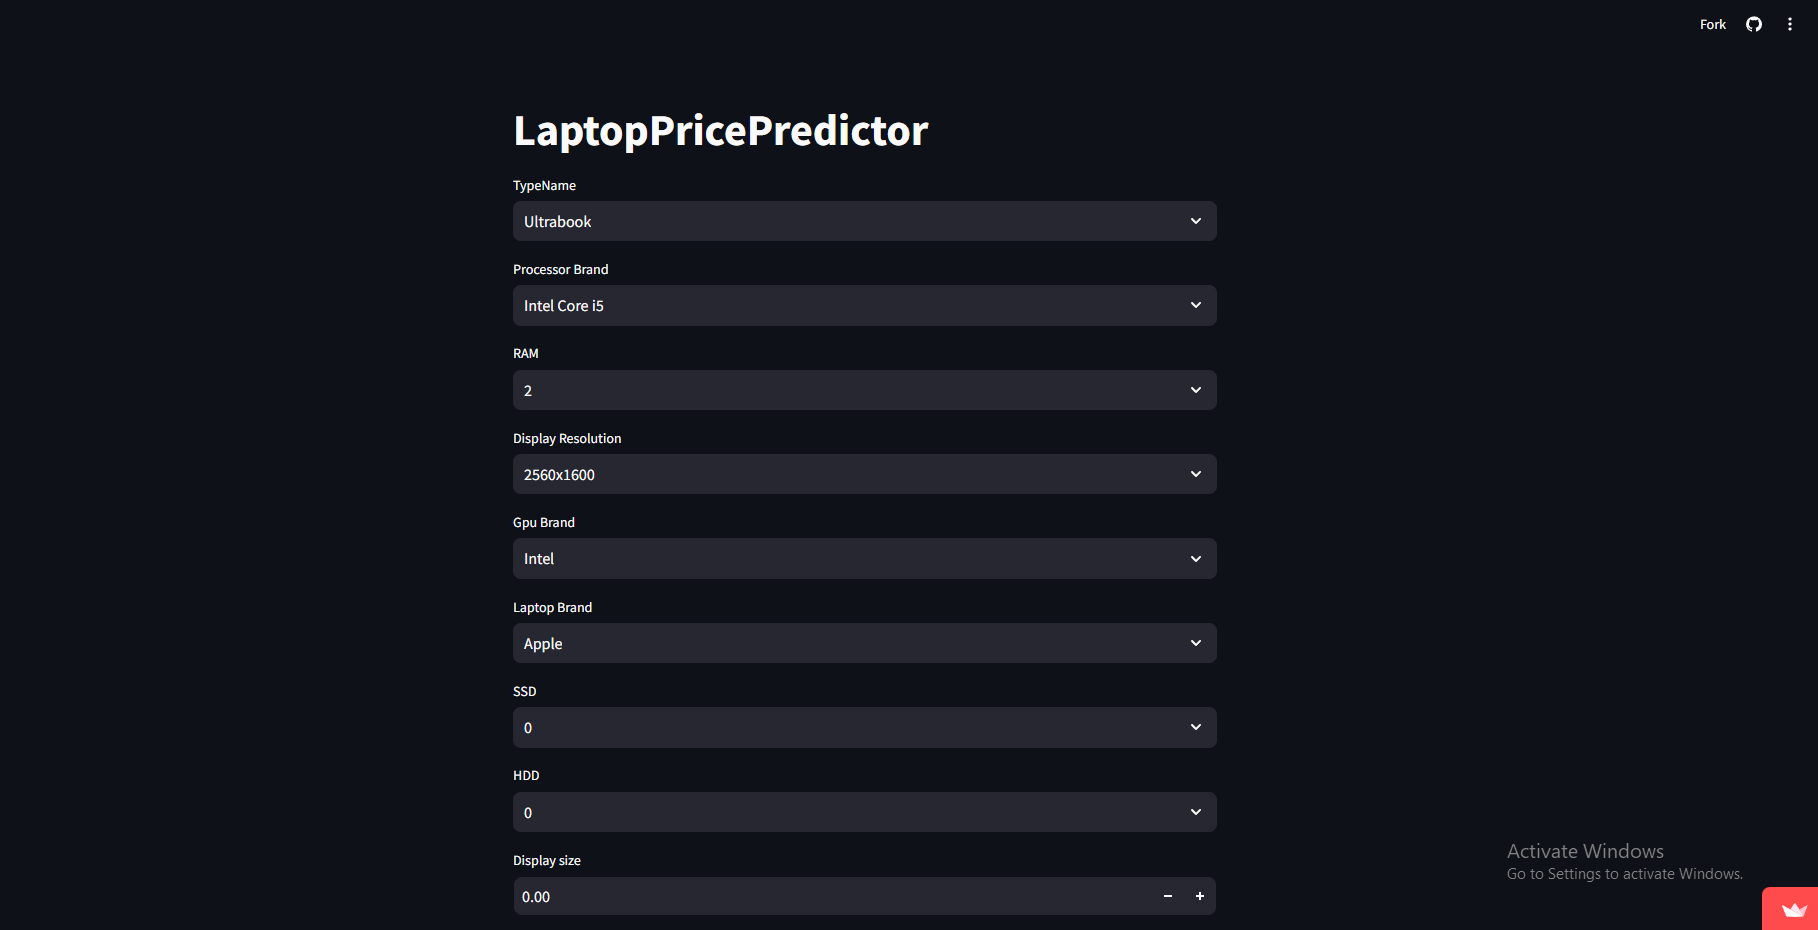 Fork
LaptopPricePredictor
TypeName
Ultrabook
Processor Brand
Intel Core i5
RAM
2
Display Resolution
2560x1600
Gpu Brand
Intel
Laptop Brand
Apple
SSD
0
HDD
0
Display size
0.00
Activate Windows
Go to Settings to activate Windows.